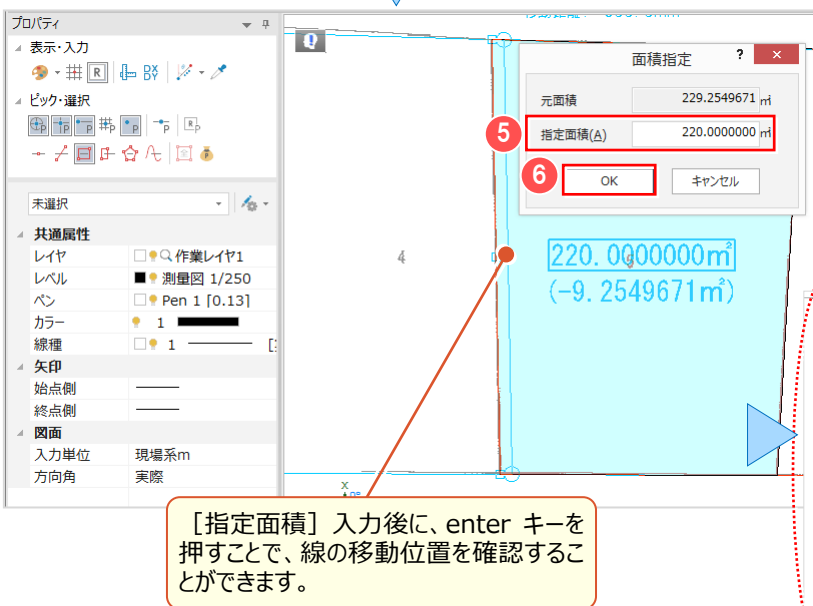 プロパティ
表示・入力
R
DX
BY
ピック・選択
P
R P
未選択
共通属性
レイヤ 作業レイヤ1
レベル 測量図 1/250
ペン Pen 1 [0.13]
カラー 1
線種 1
矢印
始点側
終点側
図面
入力単位 現場系m
方向角 実際
面積指定 ? ×
元面積 229.2549671 ㎡
5 指定面積(A) 220.0000000 ㎡
6 OK キャンセル
4
220.0000000㎡
(-9.2549671㎡)
X
［指定面積］入力後に、enter キーを
押すことで、線の移動位置を確認するこ
とができます。